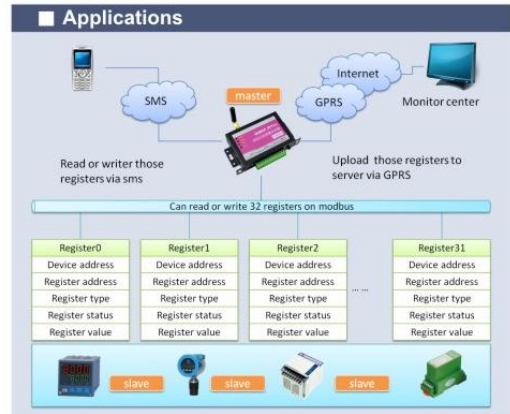 Applications
SMS
master
Internet
GPRS
Monitor center
Read or writer those
registers via sms
Upload those registers to
server via GPRS
Can read or write 32 registers on modbus
Register0
Device address
Register address
Register type
Register status
Register value
Register1
Device address
Register address
Register type
Register status
Register value
Register2
Device address
Register address
Register type
Register status
Register value
... ...
Register31
Device address
Register address
Register type
Register status
Register value
slave
slave
slave